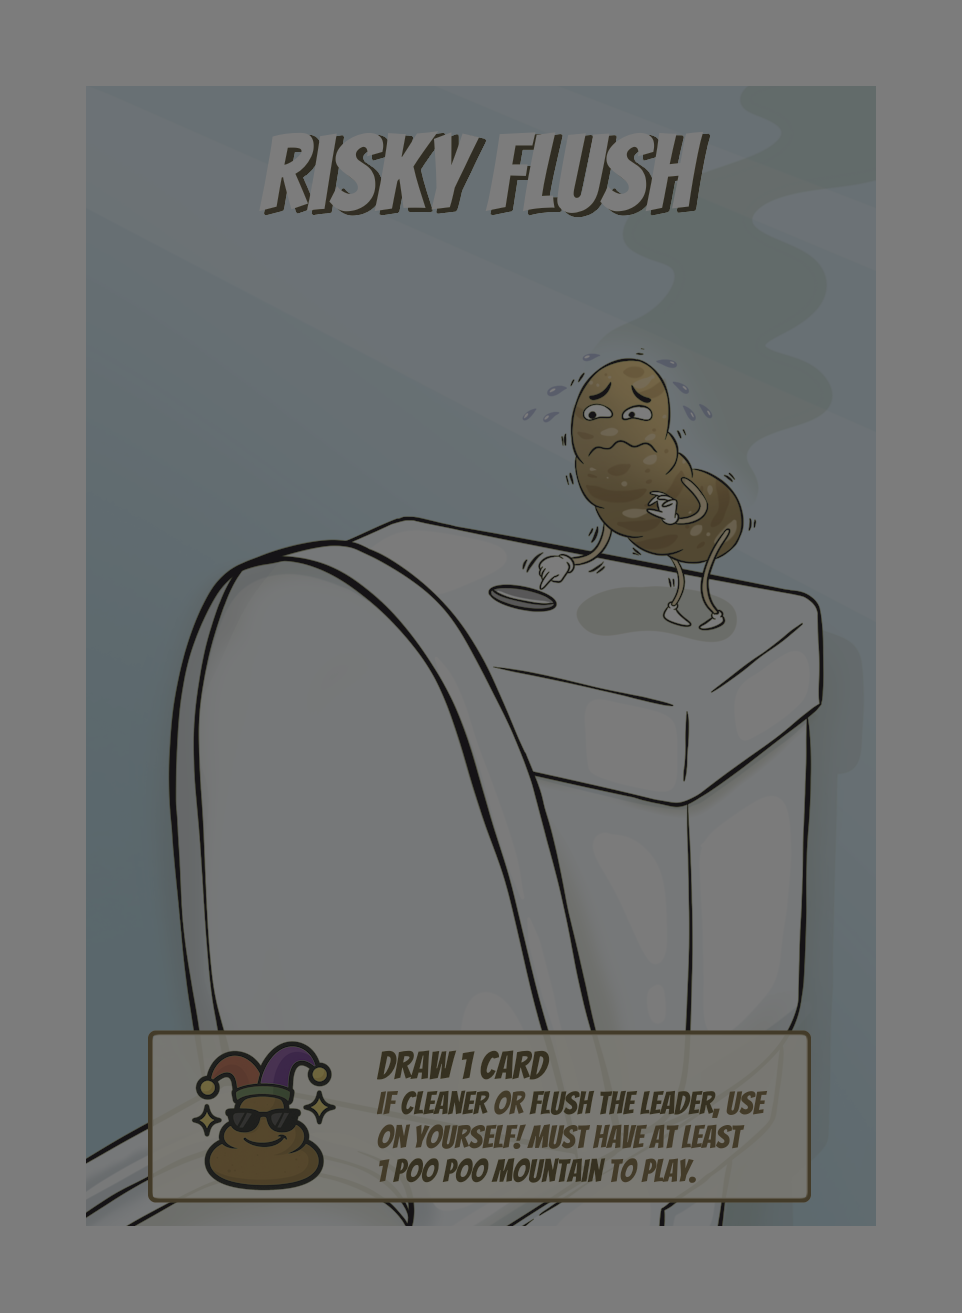 RISKY FLUSH
DRAW 1 CARD
IF CLEANER OR FLUSH THE LEADER, USE
ON YOURSELF! MUST HAVE AT LEAST
1 POO POO MOUNTAIN TO PLAY.